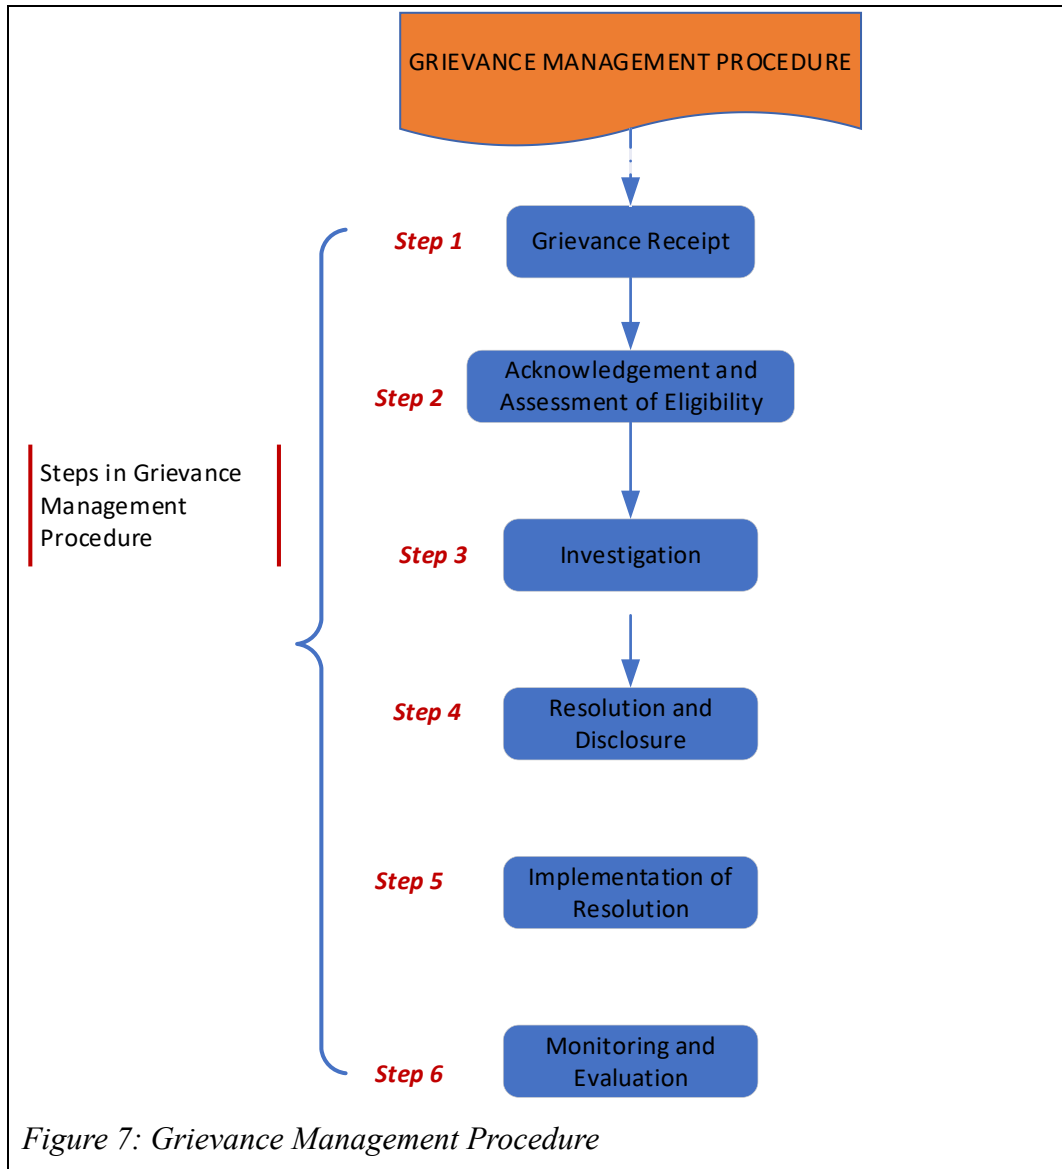 GRIEVANCE MANAGEMENT PROCEDURE
Step 1
Grievance Receipt
Step 2
Acknowledgement and
Assessment of Eligibility
Steps in Grievance
Management
Procedure
Step 3
Investigation
Step 4
Resolution and
Disclosure
Step 5
Implementation of
Resolution
Step 6
Monitoring and
Evaluation
Figure 7: Grievance Management Procedure